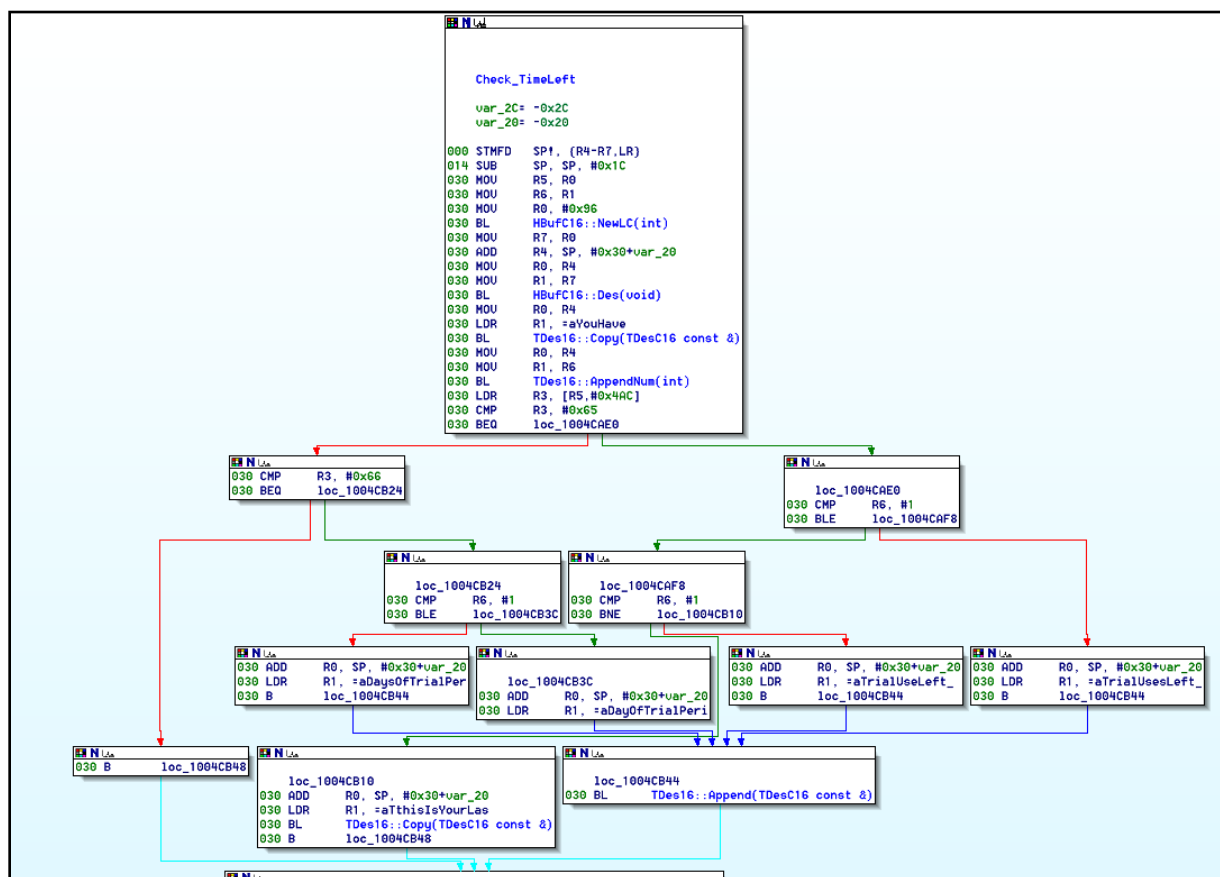 Check_TimeLeft
var_2C= -0x2C
var_20= -0x20
000 STMFD SP!, {R4-R7,LR}
014 SUB SP, SP, #0x1C
030 MOV R5, R0
030 MOV R6, R1
030 MOV R0, #0x96
030 BL HBufC16::NewLC(int)
030 MOV R7, R0
030 ADD R4, SP, #0x30+var_20
030 MOV R0, R4
030 MOV R1, R7
030 BL HBufC16::Des(void)
030 MOV R0, R4
030 LDR R1, =aYouHave
030 BL TDes16::Copy(TDesC16 const &)
030 MOV R0, R4
030 MOV R1, R6
030 BL TDes16::AppendNum(int)
030 LDR R3, [R5,#0x4AC]
030 CMP R3, #0x65
030 BEQ loc_1004CAE0
030 CMP R3, #0x66
030 BEQ loc_1004CB24
loc_1004CAE0
030 CMP R6, #1
030 BLE loc_1004CAF8
loc_1004CB24
030 CMP R6, #1
030 BLE loc_1004CB3C
loc_1004CAF8
030 CMP R6, #1
030 BNE loc_1004CB10
030 ADD R0, SP, #0x30+var_20
030 LDR R1, =aDaysOfTrialPer
030 B loc_1004CB44
loc_1004CB3C
030 ADD R0, SP, #0x30+var_20
030 LDR R1, =aDayOfTrialPeri
030 ADD R0, SP, #0x30+var_20
030 LDR R1, =aTrialUseLeft_
030 B loc_1004CB44
030 ADD R0, SP, #0x30+var_20
030 LDR R1, =aTrialUsesLeft_
030 B loc_1004CB44
030 B loc_1004CB48
loc_1004CB10
030 ADD R0, SP, #0x30+var_20
030 LDR R1, =aTthisIsYourLas
030 BL TDes16::Copy(TDesC16 const &)
030 B loc_1004CB48
loc_1004CB44
030 BL TDes16::Append(TDesC16 const &)